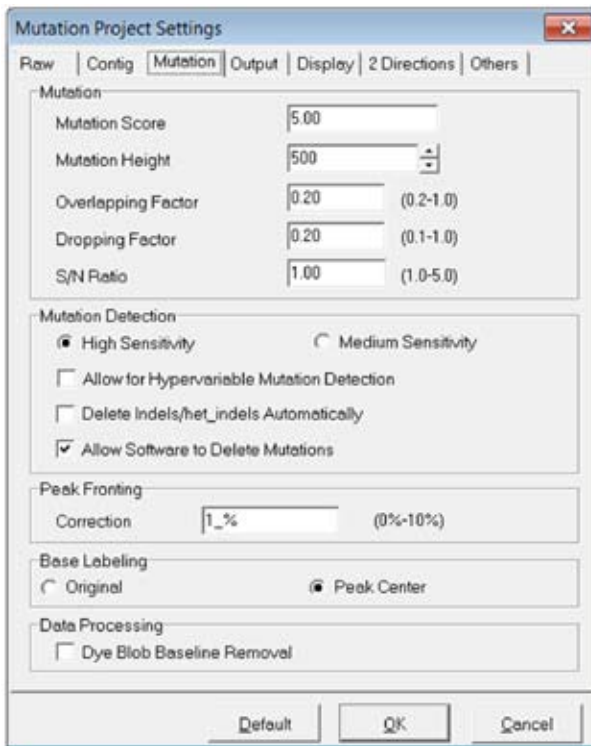 Mutation Project Settings
Raw Contig Mutation Output Display 2 Directions Others
Mutation
Mutation Score 5.00
Mutation Height 500
Overlapping Factor 0.20 (0.2-1.0)
Dropping Factor 0.20 (0.1-1.0)
S/N Ratio 1.00 (1.0-5.0)
Mutation Detection
High Sensitivity Medium Sensitivity
Allow for Hypervariable Mutation Detection
Delete Indels/het_indels Automatically
Allow Software to Delete Mutations
Peak Fronting
Correction 1_% (0%-10%)
Base Labeling
Original Peak Center
Data Processing
Dye Blob Baseline Removal
Default OK Cancel